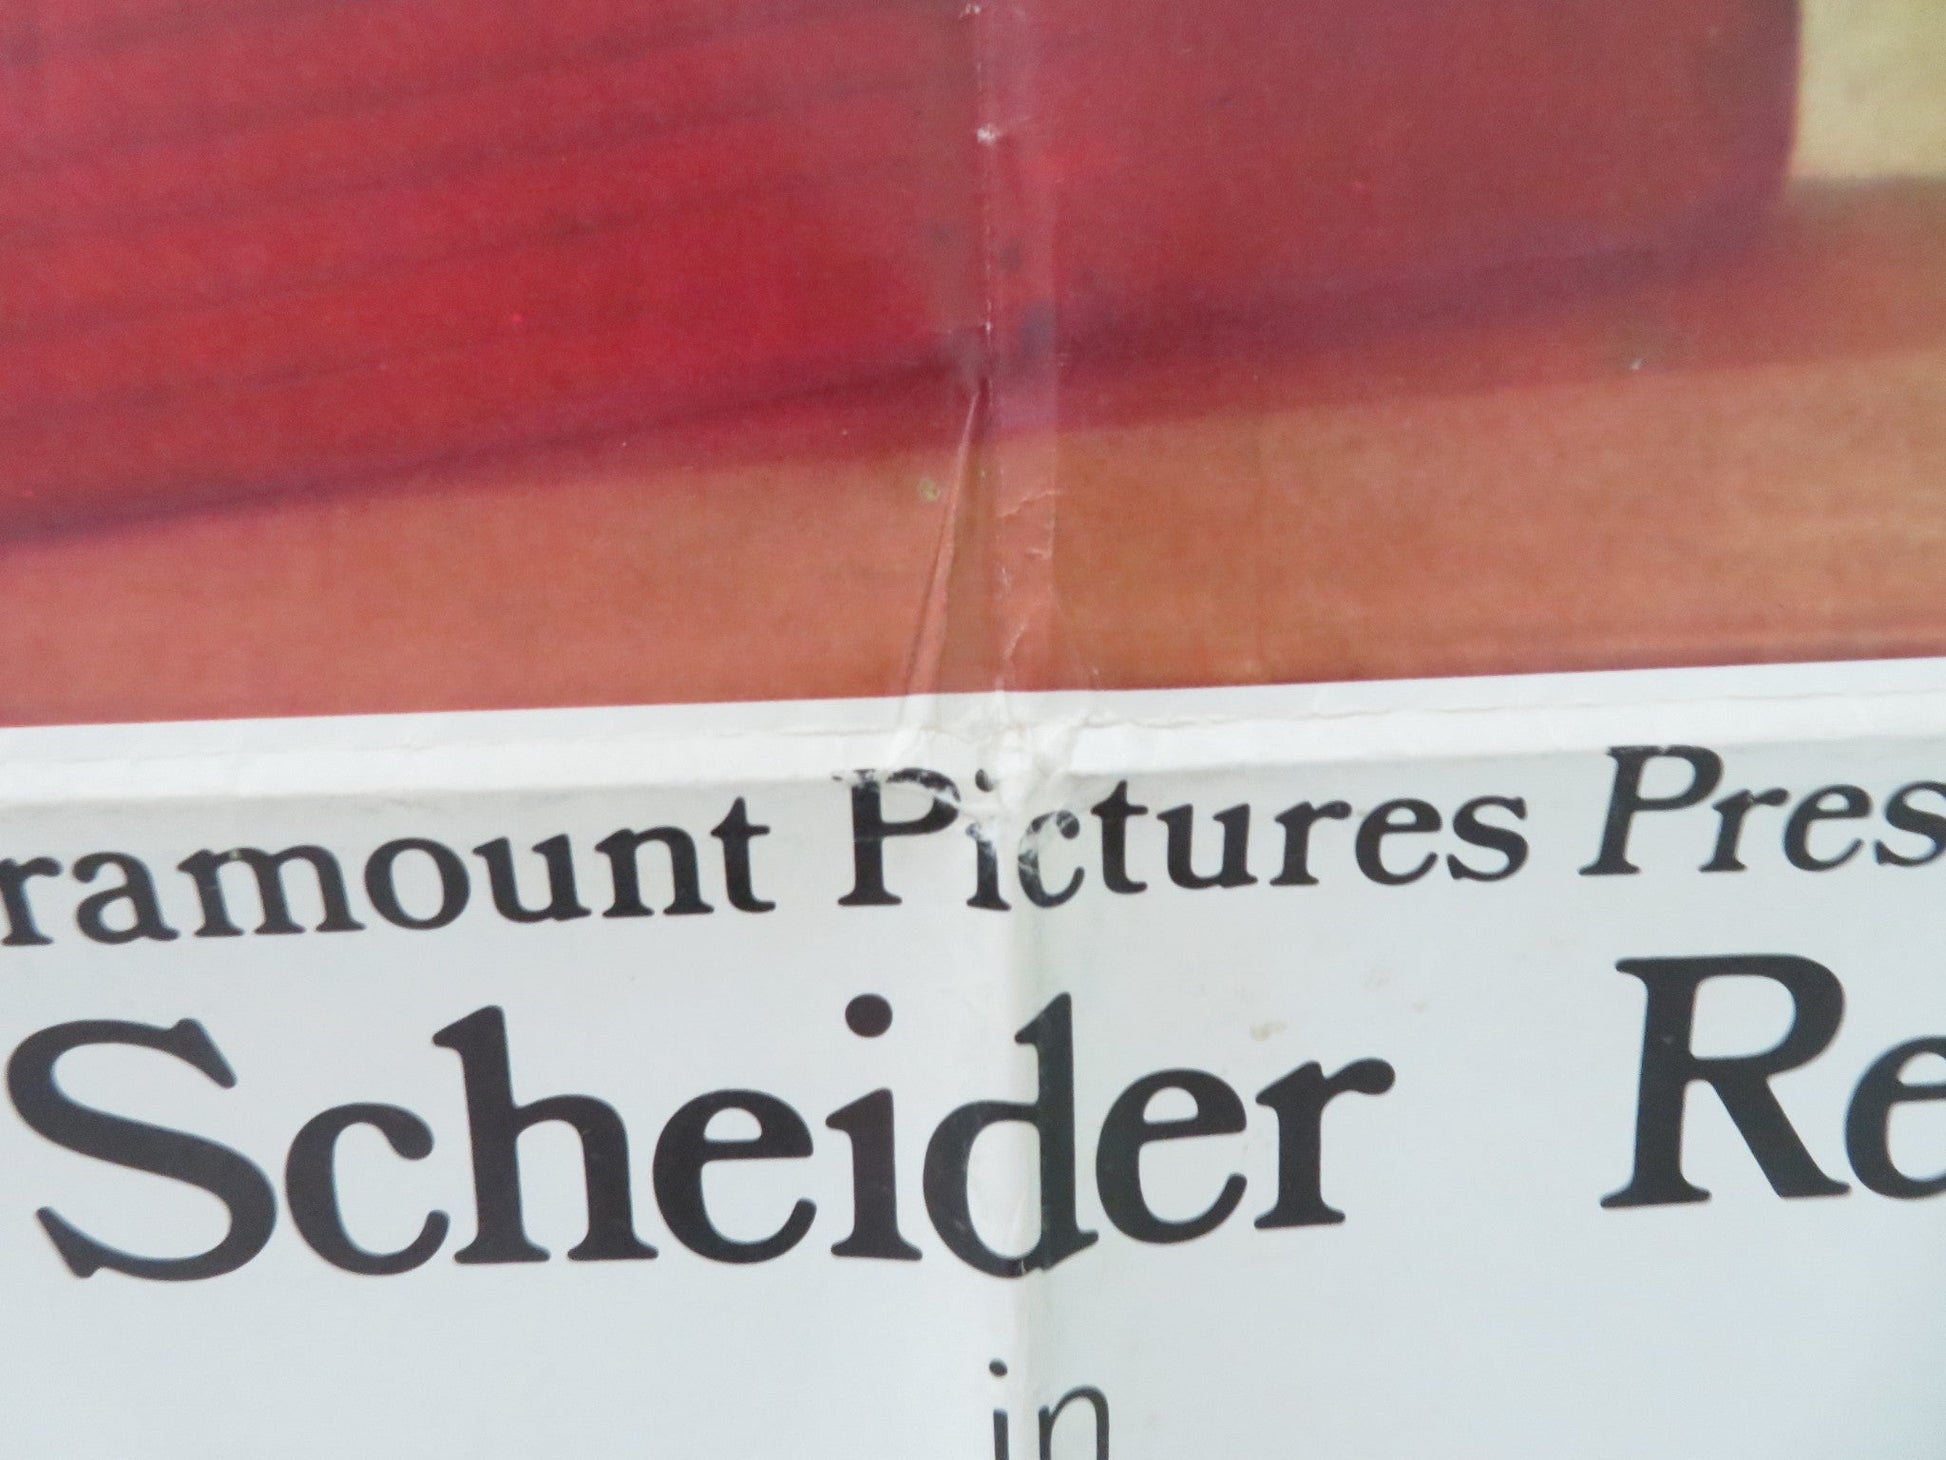 ramount Pictures Pres
Scheider Re
in